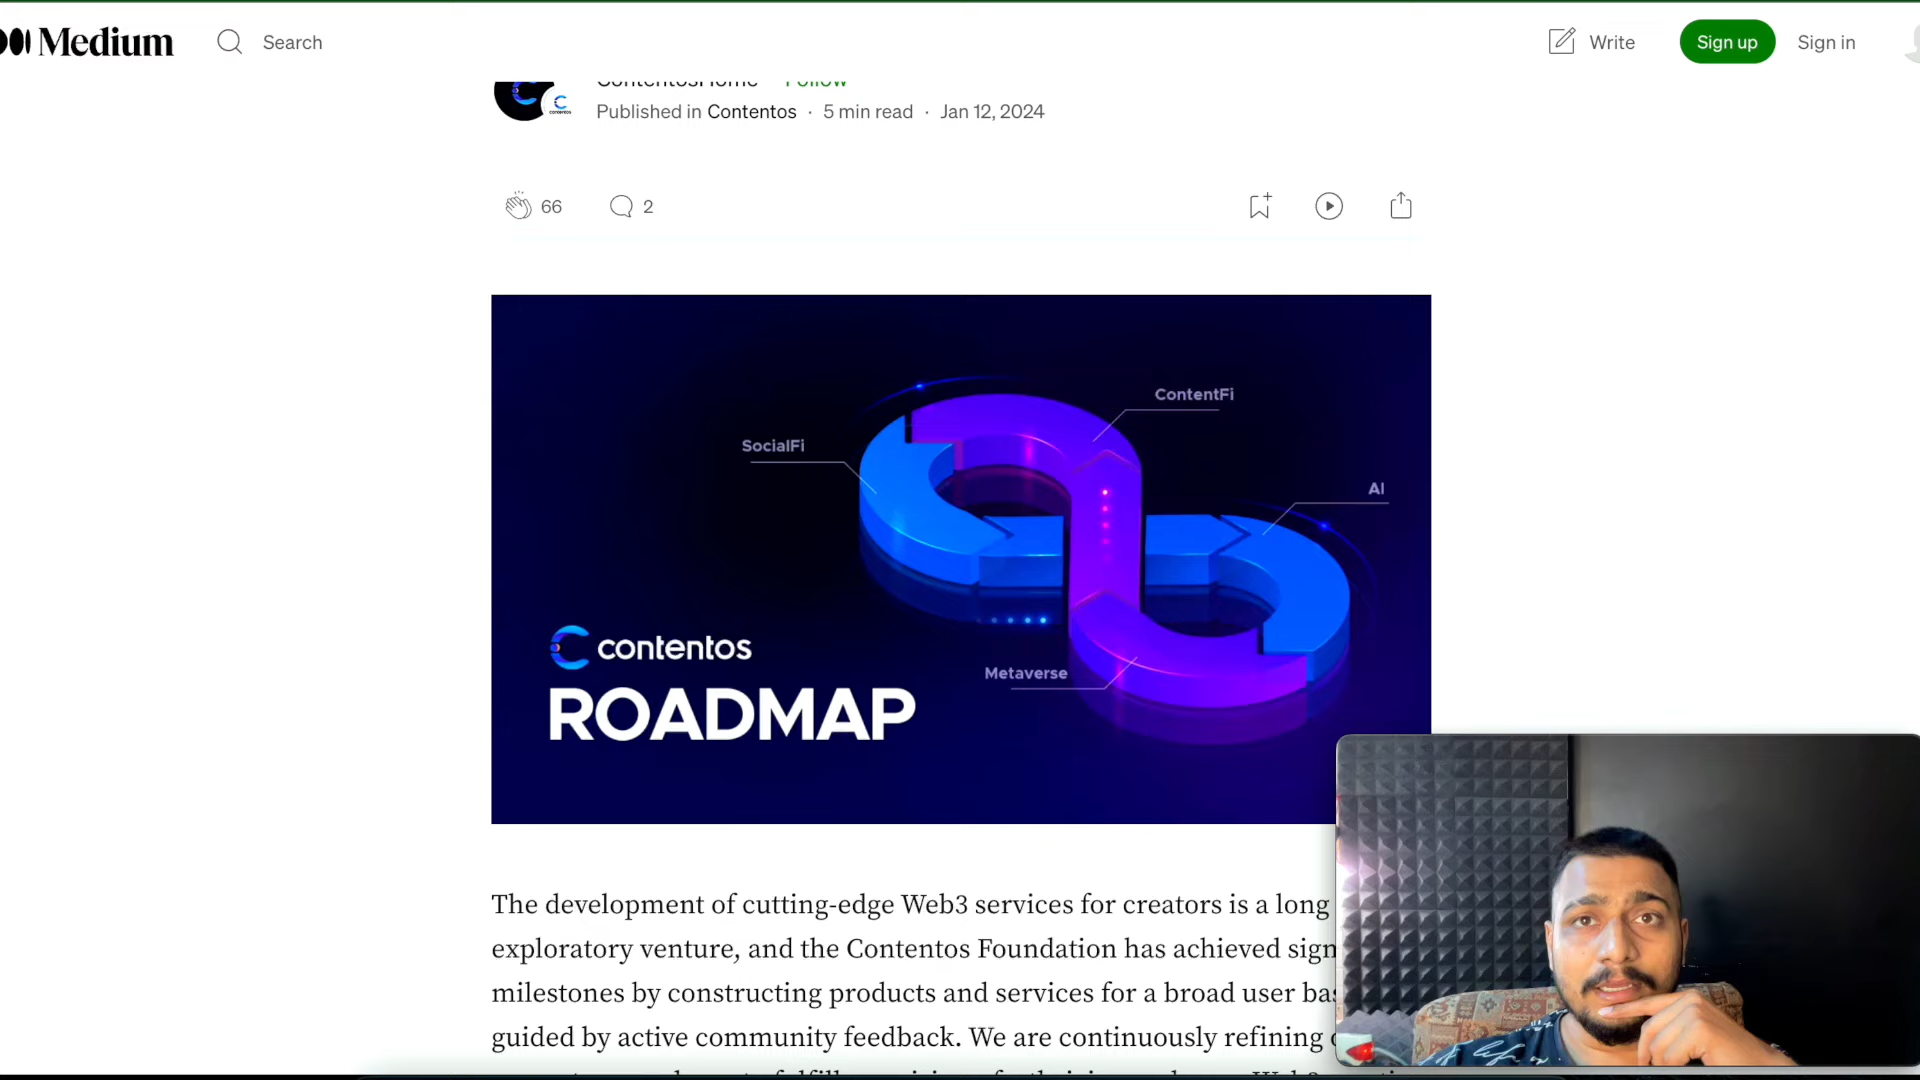 Medium
Search
Write
Sign up
Sign in
ContentosHome Follow
Published in Contentos · 5 min read · Jan 12, 2024
66
2
ContentFi
SocialFi
AI
Metaverse
contentos
ROADMAP
The development of cutting-edge Web3 services for creators is a long
exploratory venture, and the Contentos Foundation has achieved sign
milestones by constructing products and services for a broad user bas
guided by active community feedback. We are continuously refining